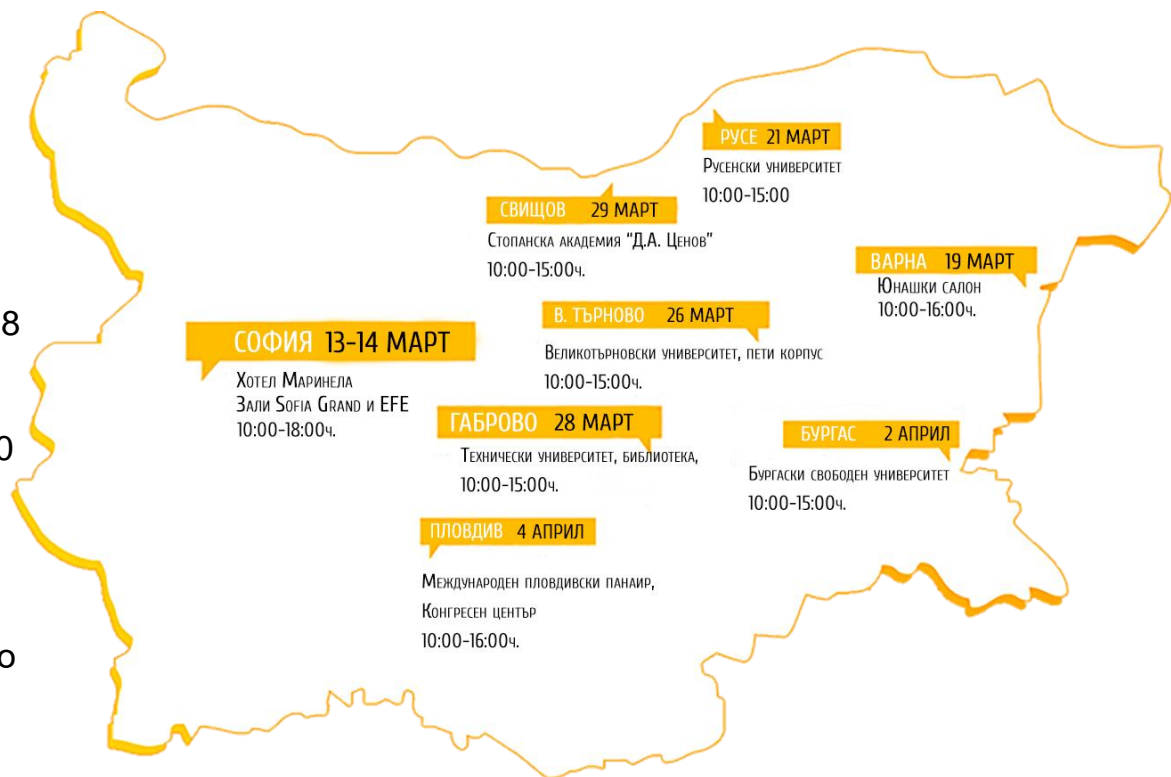 РУСЕ 21 МАРТ
Русенски университет
10:00-15:00
СВИЩОВ 29 МАРТ
Стопанска академия "Д.А. Ценов"
10:00-15:00ч.
ВАРНА 19 МАРТ
Юнашки салон
10:00-16:00ч.
8
В. ТЪРНОВО 26 МАРТ
Великотърновски университет, пети корпус
10:00-15:00ч.
СОФИЯ 13-14 МАРТ
Хотел Маринела
Зали Sofia Grand и EFE
10:00-18:00ч.
0
ГАБРОВО 28 МАРТ
Технически университет, библиотека,
10:00-15:00ч.
БУРГАС 2 АПРИЛ
Бургаски свободен университет
10:00-15:00ч.
ПЛОВДИВ 4 АПРИЛ
Международен пловдивски панаир,
Конгресен център
10:00-16:00ч.
о